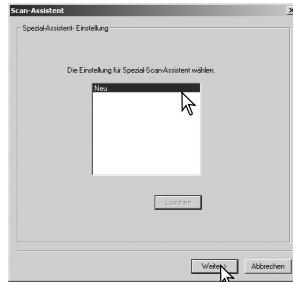 Scan-Assistent
Spezial-Assistent- Einstellung
Die Einstellung für Spezial-Scan-Assistent wählen.
Neu
Löschen
Weiter >
Abbrechen